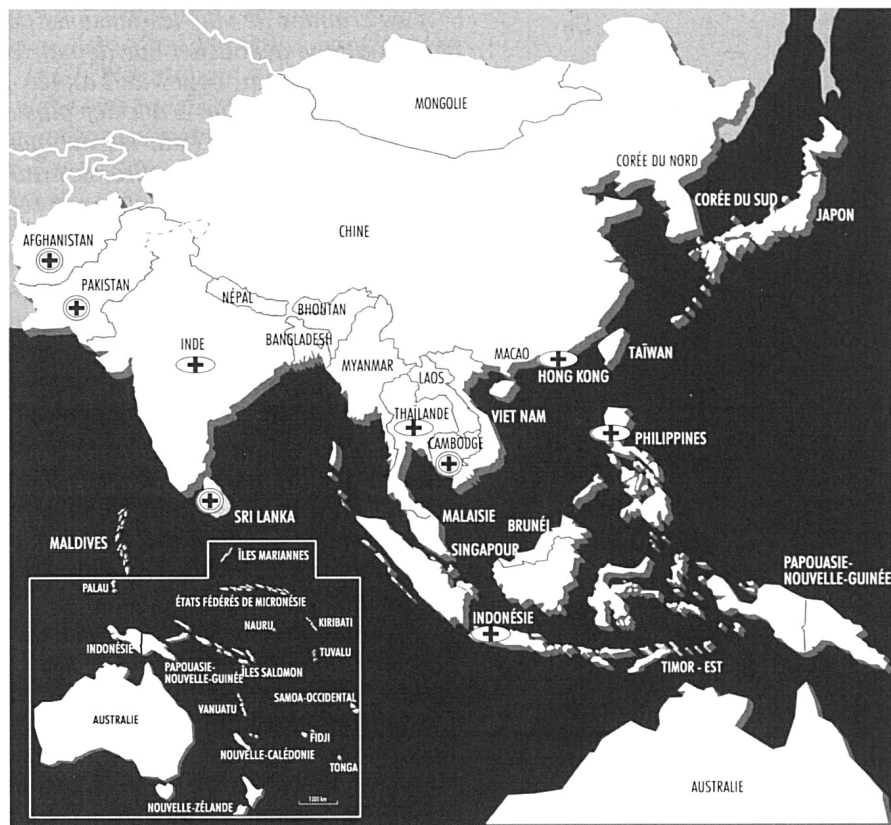 MONGOLIE
CORÉE DU NORD
CORÉE DU SUD
JAPON
CHINE
AFGHANISTAN
PAKISTAN
NÉPAL
BHOUTAN
INDE
BANGLADESH
MYANMAR
MACAO
HONG KONG
TAÏWAN
LAOS
THAÏLANDE
VIET NAM
CAMBODGE
PHILIPPINES
SRI LANKA
MALDIVES
MALAISIE
BRUNÉI
SINGAPOUR
INDONÉSIE
PAPOUASIE-
NOUVELLE-GUINÉE
TIMOR-EST
AUSTRALIE
ÎLES MARIANNES
PALAU
ÉTATS FÉDÉRÉS DE MICRONÉSIE
NAURU
KIRIBATI
INDONÉSIE
TUVALU
PAPOUASIE-
NOUVELLE-GUINÉE
ÎLES SALOMON
SAMOA-OCCIDENTAL
VANUATU
AUSTRALIE
FIDJI
NOUVELLE-CALÉDONIE
TONGA
NOUVELLE-ZÉLANDE
1200 km